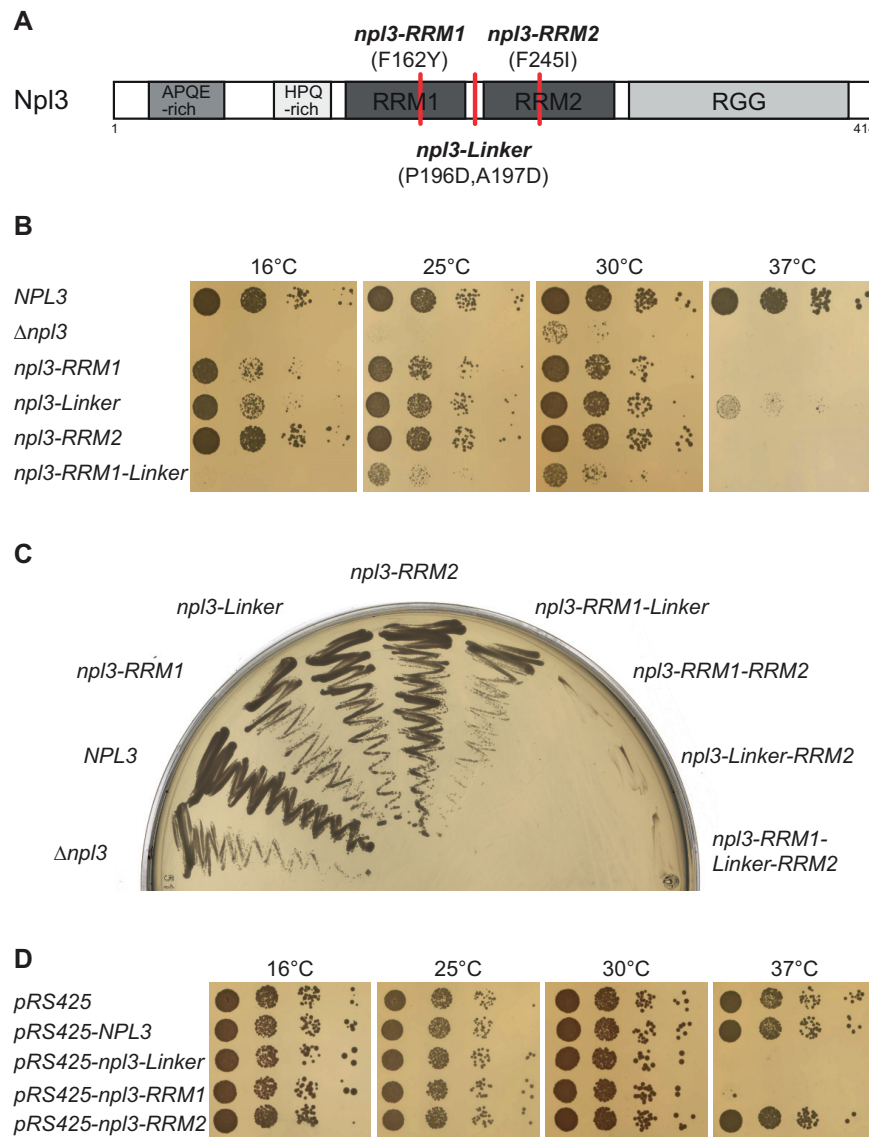 A
npl3-RRM1 npl3-RRM2
(F162Y) (F245I)
Npl3
APQE
-rich
HPQ
-rich
RRM1 RRM2 RGG
1
npl3-Linker
(P196D,A197D)
B
16°C 25°C 30°C 37°C
NPL3
Δnpl3
npl3-RRM1
npl3-Linker
npl3-RRM2
npl3-RRM1-Linker
C
npl3-RRM2
npl3-Linker npl3-RRM1-Linker
npl3-RRM1 npl3-RRM1-RRM2
NPL3 npl3-Linker-RRM2
Δnpl3 npl3-RRM1-
Linker-RRM2
D
16°C 25°C 30°C 37°C
pRS425
pRS425-NPL3
pRS425-npl3-Linker
pRS425-npl3-RRM1
pRS425-npl3-RRM2